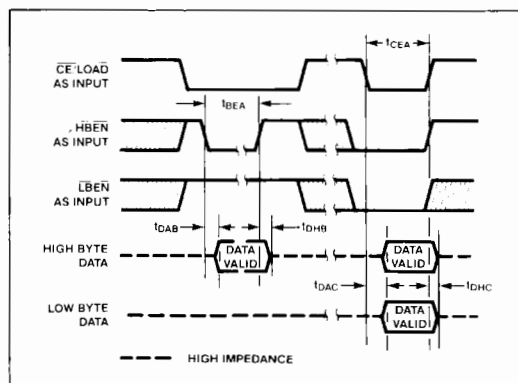 CE/LOAD
AS INPUT
tCEA
tBEA
, HBEN
AS INPUT
LBEN
AS INPUT
tDAB
tDHB
HIGH BYTE
DATA
DATA
VALID
DATA
VALID
tDAC
tDHC
LOW BYTE
DATA
DATA
VALID
HIGH IMPEDANCE